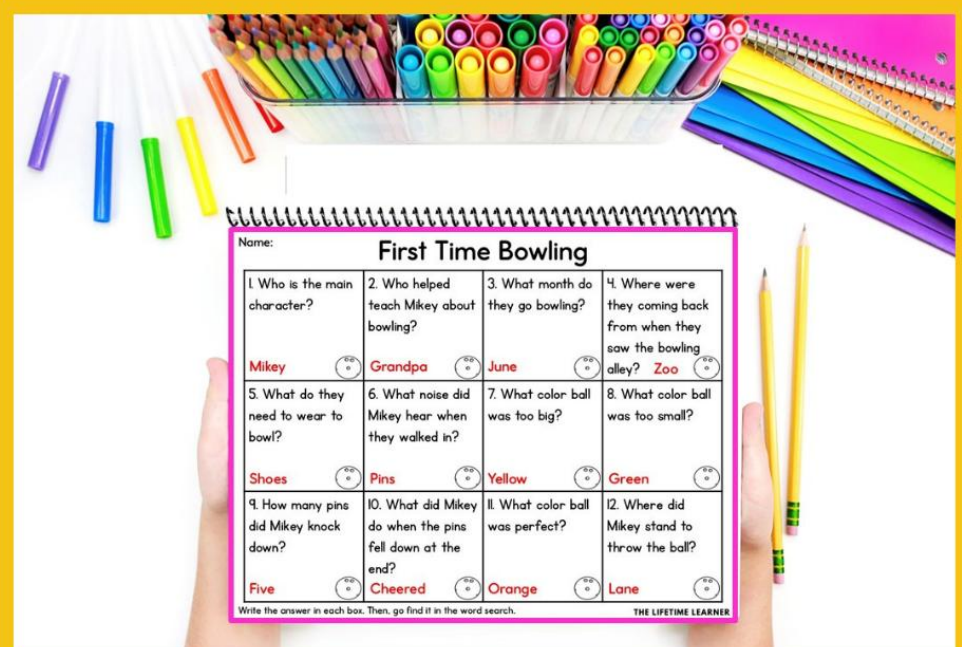 Name:
First Time Bowling
1. Who is the main
character?
Mikey
2. Who helped
teach Mikey about
bowling?
Grandpa
3. What month do
they go bowling?
June
4. Where were
they coming back
from when they
saw the bowling
alley? Zoo
5. What do they
need to wear to
bowl?
Shoes
6. What noise did
Mikey hear when
they walked in?
Pins
7. What color ball
was too big?
Yellow
8. What color ball
was too small?
Green
9. How many pins
did Mikey knock
down?
Five
10. What did Mikey
do when the pins
fell down at the
end?
Cheered
11. What color ball
was perfect?
Orange
12. Where did
Mikey stand to
throw the ball?
Lane
Write the answer in each box. Then, go find it in the word search.
THE LIFETIME LEARNER